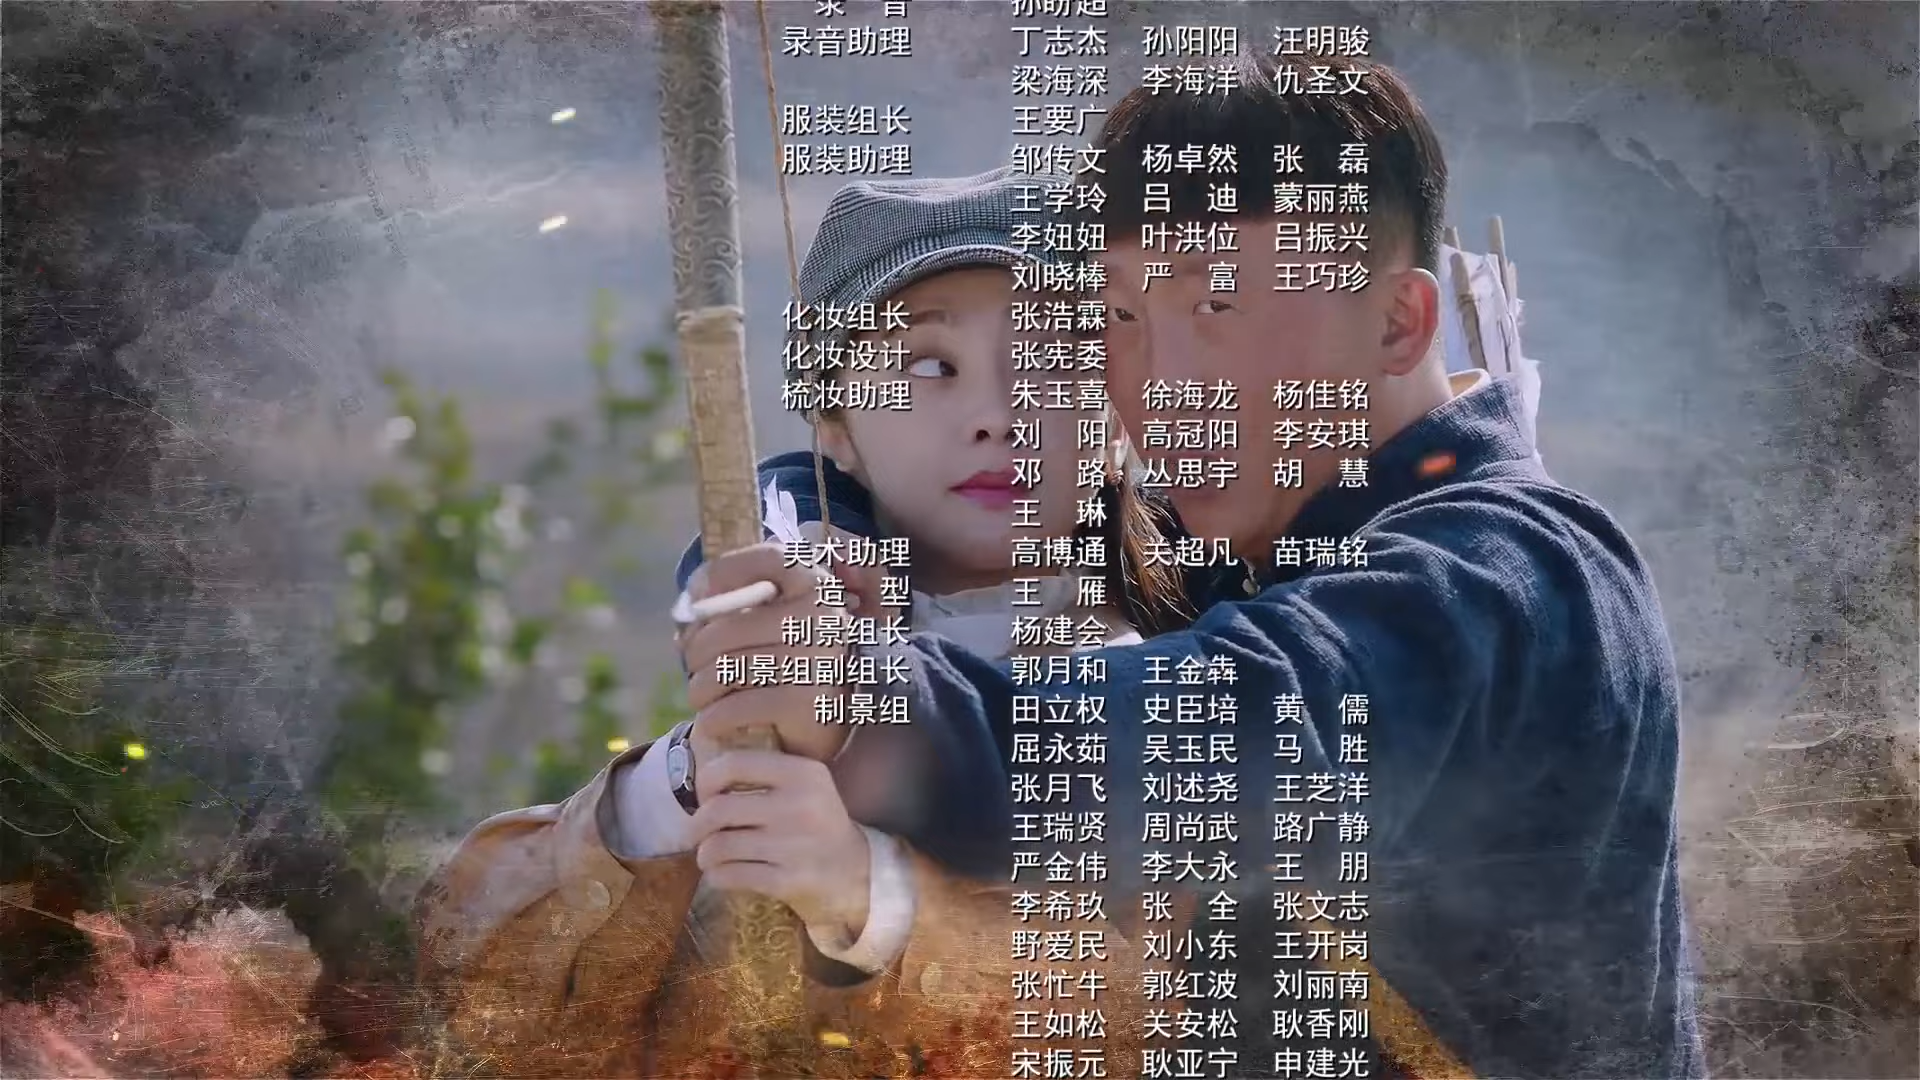 录　音　孙盼超
录音助理　丁志杰　孙阳阳　汪明骏
梁海深　李海洋　仇圣文
服装组长　王要广
服装助理　邹传文　杨卓然　张　磊
王学玲　吕　迪　蒙丽燕
李妞妞　叶洪位　吕振兴
刘晓棒　严　富　王巧珍
化妆组长　张浩霖
化妆设计　张宪委
梳妆助理　朱玉喜　徐海龙　杨佳铭
刘　阳　高冠阳　李安琪
邓　路　丛思宇　胡　慧
王　琳
美术助理　高博通　关超凡　苗瑞铭
造　型　王　雁
制景组长　杨建会
制景组副组长　郭月和　王金犇
制景组　田立权　史臣培　黄　儒
屈永茹　吴玉民　马　胜
张月飞　刘述尧　王芝洋
王瑞贤　周尚武　路广静
严金伟　李大永　王　朋
李希玖　张　全　张文志
野爱民　刘小东　王开岗
张忙牛　郭红波　刘丽南
王如松　关安松　耿香刚
宋振元　耿亚宁　申建光